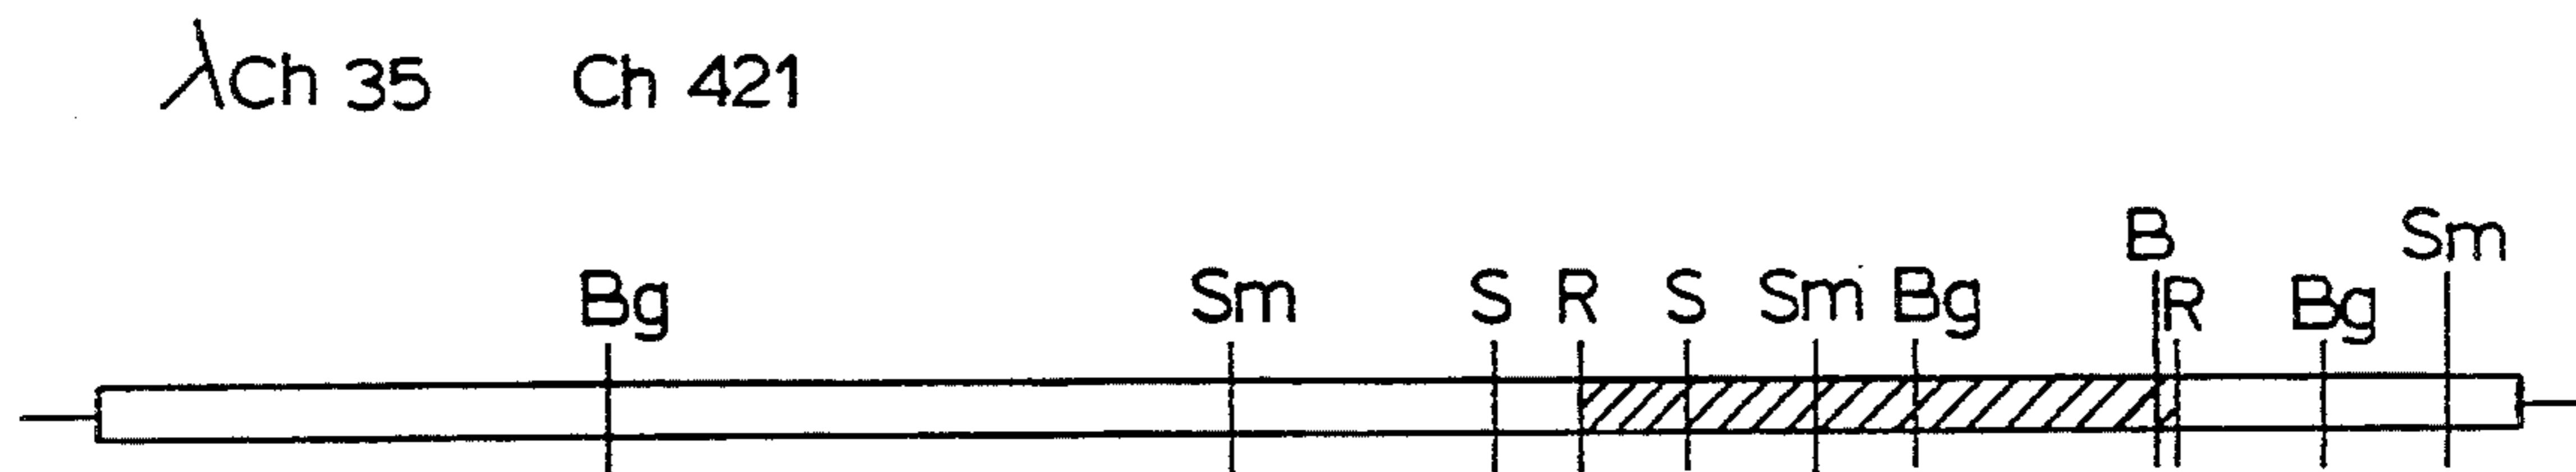 λCh 35 Ch 421
B Sm
Bg Sm S R S Sm Bg R Bg